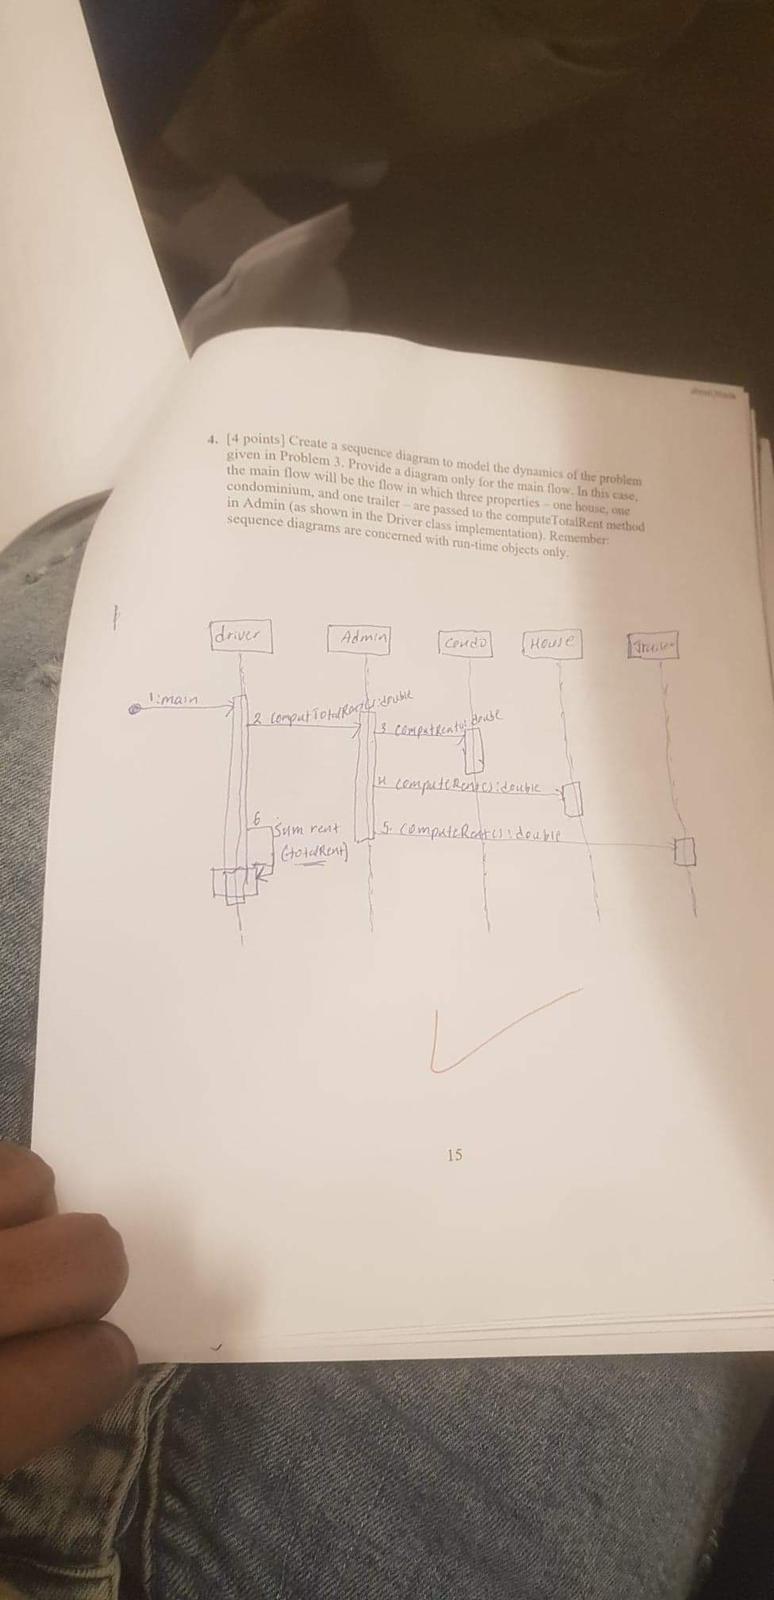 4. [4 points] Create a sequence diagram to model the dynamics of the problem
given in Problem 3. Provide a diagram only for the main flow. In this case,
the main flow will be the flow in which three properties – one house, one
condominium, and one trailer – are passed to the computeTotalRent method
in Admin (as shown in the Driver class implementation). Remember:
sequence diagrams are concerned with run-time objects only.
driver
Admin
Condo
House
1:main
2 computTotalRent():double
3 computRent():double
4 computeRent():double
5. computeRent():double
6
Sum rent
(totalRent)
15